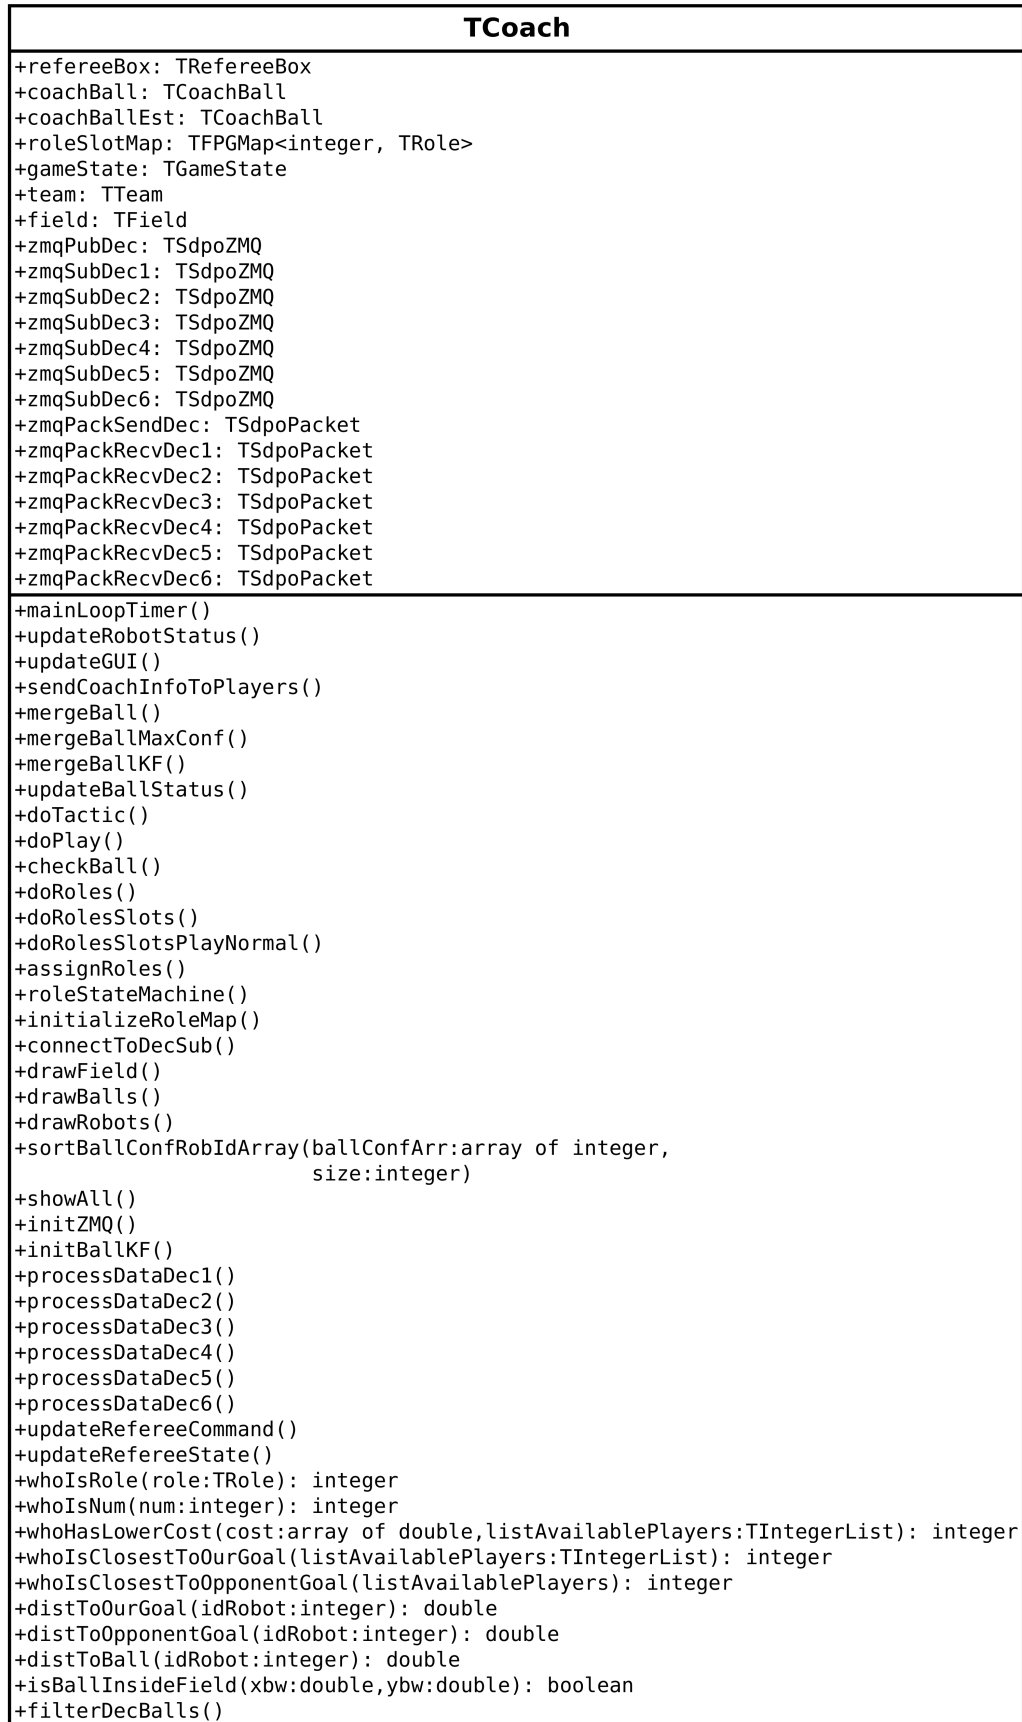 TCoach
+refereeBox: TRefereeBox
+coachBall: TCoachBall
+coachBallEst: TCoachBall
+roleSlotMap: TFPGMap<integer, TRole>
+gameState: TGameState
+team: TTeam
+field: TField
+zmqPubDec: TSdpoZMQ
+zmqSubDec1: TSdpoZMQ
+zmqSubDec2: TSdpoZMQ
+zmqSubDec3: TSdpoZMQ
+zmqSubDec4: TSdpoZMQ
+zmqSubDec5: TSdpoZMQ
+zmqSubDec6: TSdpoZMQ
+zmqPackSendDec: TSdpoPacket
+zmqPackRecvDec1: TSdpoPacket
+zmqPackRecvDec2: TSdpoPacket
+zmqPackRecvDec3: TSdpoPacket
+zmqPackRecvDec4: TSdpoPacket
+zmqPackRecvDec5: TSdpoPacket
+zmqPackRecvDec6: TSdpoPacket
+mainLoopTimer()
+updateRobotStatus()
+updateGUI()
+sendCoachInfoToPlayers()
+mergeBall()
+mergeBallMaxConf()
+mergeBallKF()
+updateBallStatus()
+doTactic()
+doPlay()
+checkBall()
+doRoles()
+doRolesSlots()
+doRolesSlotsPlayNormal()
+assignRoles()
+roleStateMachine()
+initializeRoleMap()
+connectToDecSub()
+drawField()
+drawBalls()
+drawRobots()
+sortBallConfRobIdArray(ballConfArr:array of integer,
size:integer)
+showAll()
+initZMQ()
+initBallKF()
+processDataDec1()
+processDataDec2()
+processDataDec3()
+processDataDec4()
+processDataDec5()
+processDataDec6()
+updateRefereeCommand()
+updateRefereeState()
+whoIsRole(role:TRole): integer
+whoIsNum(num:integer): integer
+whoHasLowerCost(cost:array of double,listAvailablePlayers:TIntegerList): integer
+whoIsClosestToOurGoal(listAvailablePlayers:TIntegerList): integer
+whoIsClosestToOpponentGoal(listAvailablePlayers): integer
+distToOurGoal(idRobot:integer): double
+distToOpponentGoal(idRobot:integer): double
+distToBall(idRobot:integer): double
+isBallInsideField(xbw:double,ybw:double): boolean
+filterDecBalls()